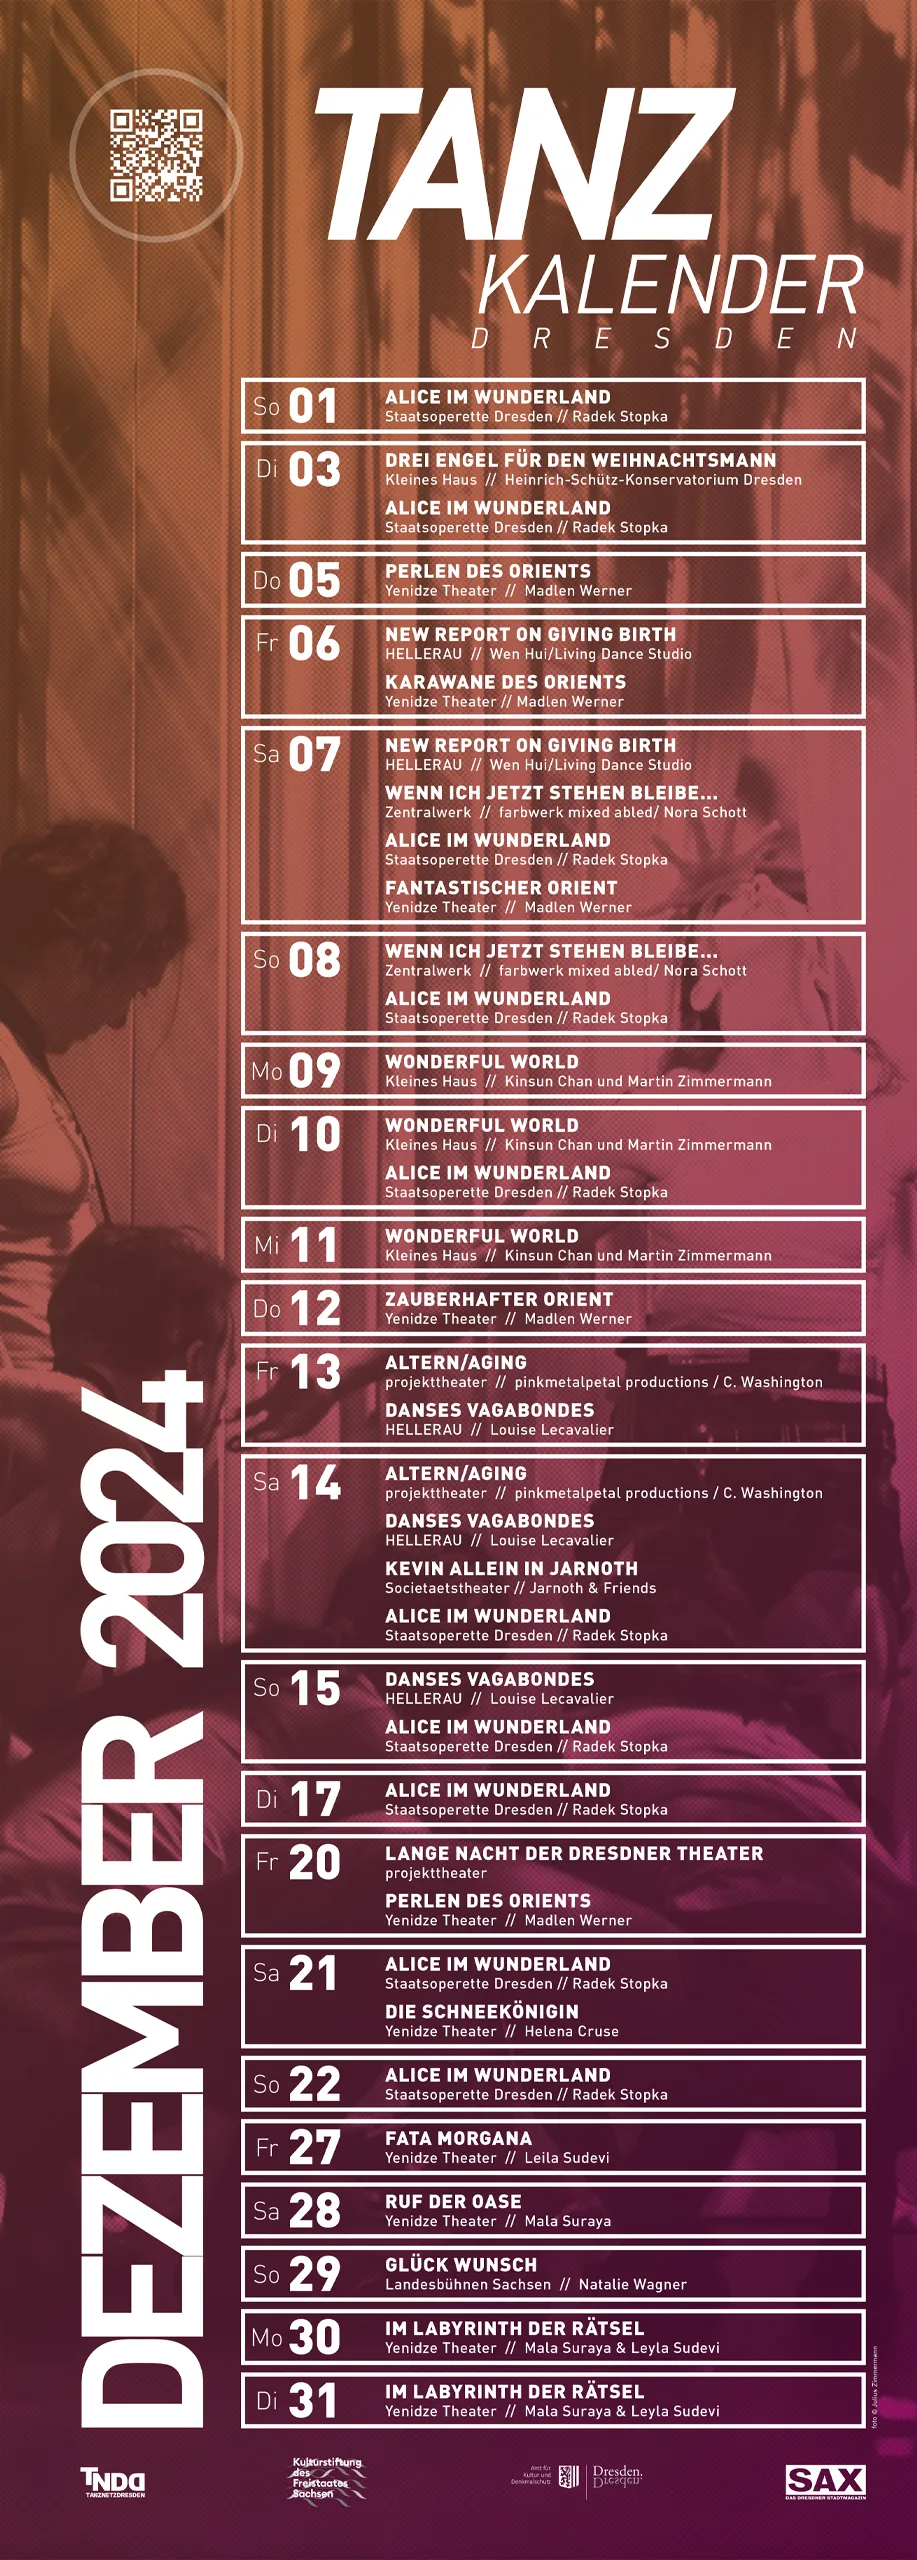 TANZ
KALENDER
DRESDEN
DEZEMBER 2024
So 01
ALICE IM WUNDERLAND
Staatsoperette Dresden // Radek Stopka
Di 03
DREI ENGEL FÜR DEN WEIHNACHTSMANN
Kleines Haus // Heinrich-Schütz-Konservatorium Dresden
ALICE IM WUNDERLAND
Staatsoperette Dresden // Radek Stopka
Do 05
PERLEN DES ORIENTS
Yenidze Theater // Madlen Werner
Fr 06
NEW REPORT ON GIVING BIRTH
HELLERAU // Wen Hui/Living Dance Studio
KARAWANE DES ORIENTS
Yenidze Theater // Madlen Werner
Sa 07
NEW REPORT ON GIVING BIRTH
HELLERAU // Wen Hui/Living Dance Studio
WENN ICH JETZT STEHEN BLEIBE...
Zentralwerk // farbwerk mixed abled/ Nora Schott
ALICE IM WUNDERLAND
Staatsoperette Dresden // Radek Stopka
FANTASTISCHER ORIENT
Yenidze Theater // Madlen Werner
So 08
WENN ICH JETZT STEHEN BLEIBE...
Zentralwerk // farbwerk mixed abled/ Nora Schott
ALICE IM WUNDERLAND
Staatsoperette Dresden // Radek Stopka
Mo 09
WONDERFUL WORLD
Kleines Haus // Kinsun Chan und Martin Zimmermann
Di 10
WONDERFUL WORLD
Kleines Haus // Kinsun Chan und Martin Zimmermann
ALICE IM WUNDERLAND
Staatsoperette Dresden // Radek Stopka
Mi 11
WONDERFUL WORLD
Kleines Haus // Kinsun Chan und Martin Zimmermann
Do 12
ZAUBERHAFTER ORIENT
Yenidze Theater // Madlen Werner
Fr 13
ALTERN/AGING
projekttheater // pinkmetalpetal productions / C. Washington
DANSES VAGABONDES
HELLERAU // Louise Lecavalier
Sa 14
ALTERN/AGING
projekttheater // pinkmetalpetal productions / C. Washington
DANSES VAGABONDES
HELLERAU // Louise Lecavalier
KEVIN ALLEIN IN JARNOTH
Societaetstheater // Jarnoth & Friends
ALICE IM WUNDERLAND
Staatsoperette Dresden // Radek Stopka
So 15
DANSES VAGABONDES
HELLERAU // Louise Lecavalier
ALICE IM WUNDERLAND
Staatsoperette Dresden // Radek Stopka
Di 17
ALICE IM WUNDERLAND
Staatsoperette Dresden // Radek Stopka
Fr 20
LANGE NACHT DER DRESDNER THEATER
projekttheater
PERLEN DES ORIENTS
Yenidze Theater // Madlen Werner
Sa 21
ALICE IM WUNDERLAND
Staatsoperette Dresden // Radek Stopka
DIE SCHNEEKÖNIGIN
Yenidze Theater // Helena Cruse
So 22
ALICE IM WUNDERLAND
Staatsoperette Dresden // Radek Stopka
Fr 27
FATA MORGANA
Yenidze Theater // Leila Sudevi
Sa 28
RUF DER OASE
Yenidze Theater // Mala Suraya
So 29
GLÜCK WUNSCH
Landesbühnen Sachsen // Natalie Wagner
Mo 30
IM LABYRINTH DER RÄTSEL
Yenidze Theater // Mala Suraya & Leyla Sudevi
Di 31
IM LABYRINTH DER RÄTSEL
Yenidze Theater // Mala Suraya & Leyla Sudevi
foto © Julius Zimmermann
TNDD
TANZNETZDRESDEN
Kulturstiftung
des
Freistaates
Sachsen
Amt für
Kultur und
Denkmalschutz
Dresden.
Dresden.
SAX
DAS DRESDNER STADTMAGAZIN